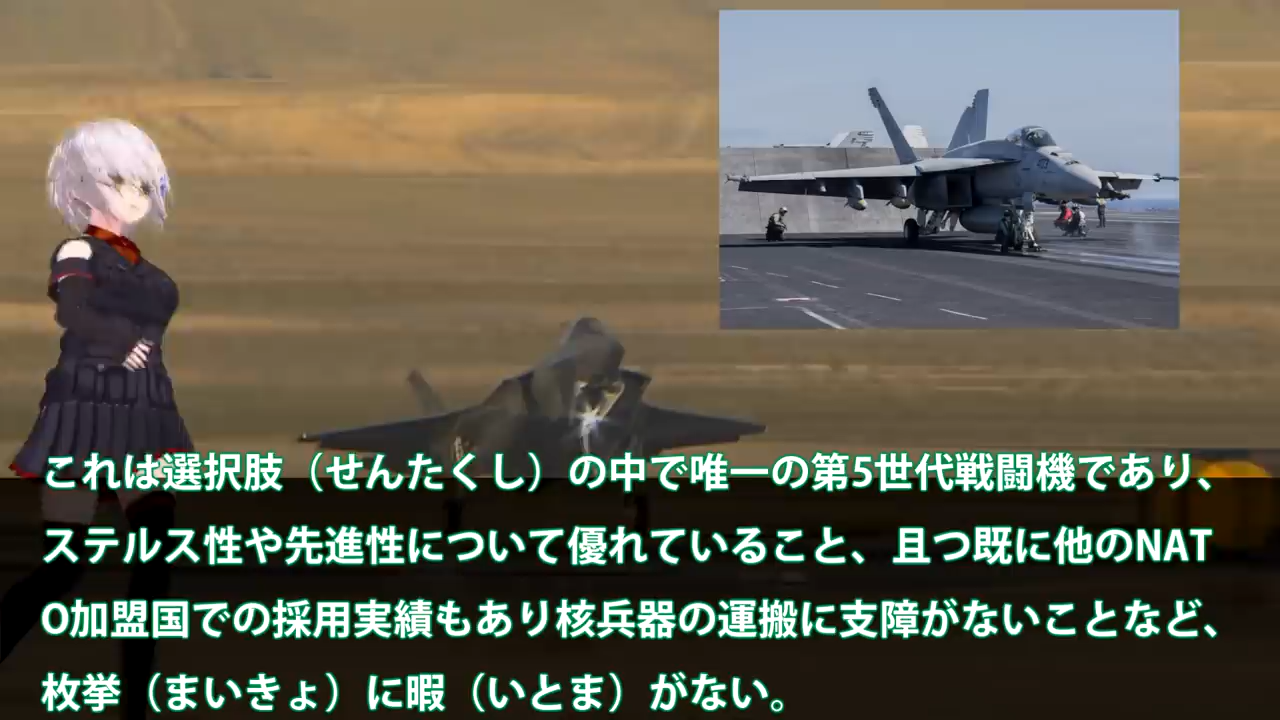 これは選択肢（せんたくし）の中で唯一の第5世代戦闘機であり、
ステルス性や先進性について優れていること、且つ既に他のNAT
O加盟国での採用実績もあり核兵器の運搬に支障がないことなど、
枚挙（まいきょ）に暇（いとま）がない。